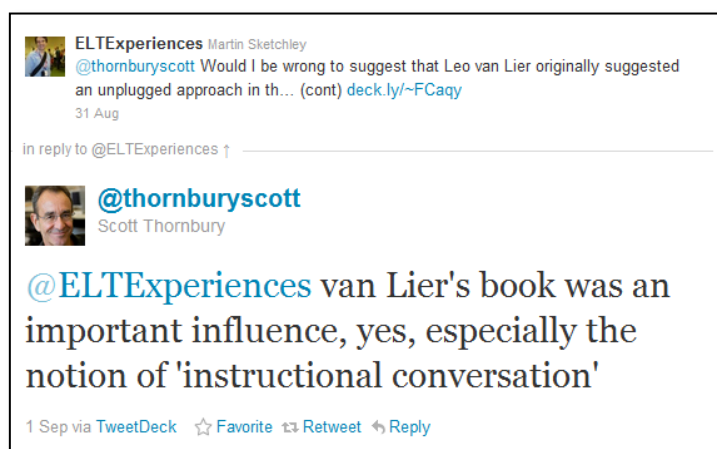 ELTExperiences Martin Sketchley
@thornburyscott Would I be wrong to suggest that Leo van Lier originally suggested
an unplugged approach in th... (cont) deck.ly/~FCaqy
31 Aug
in reply to @ELTExperiences ↑
@thornburyscott
Scott Thornbury
@ELTExperiences van Lier's book was an
important influence, yes, especially the
notion of 'instructional conversation'
1 Sep via TweetDeck Favorite Retweet Reply